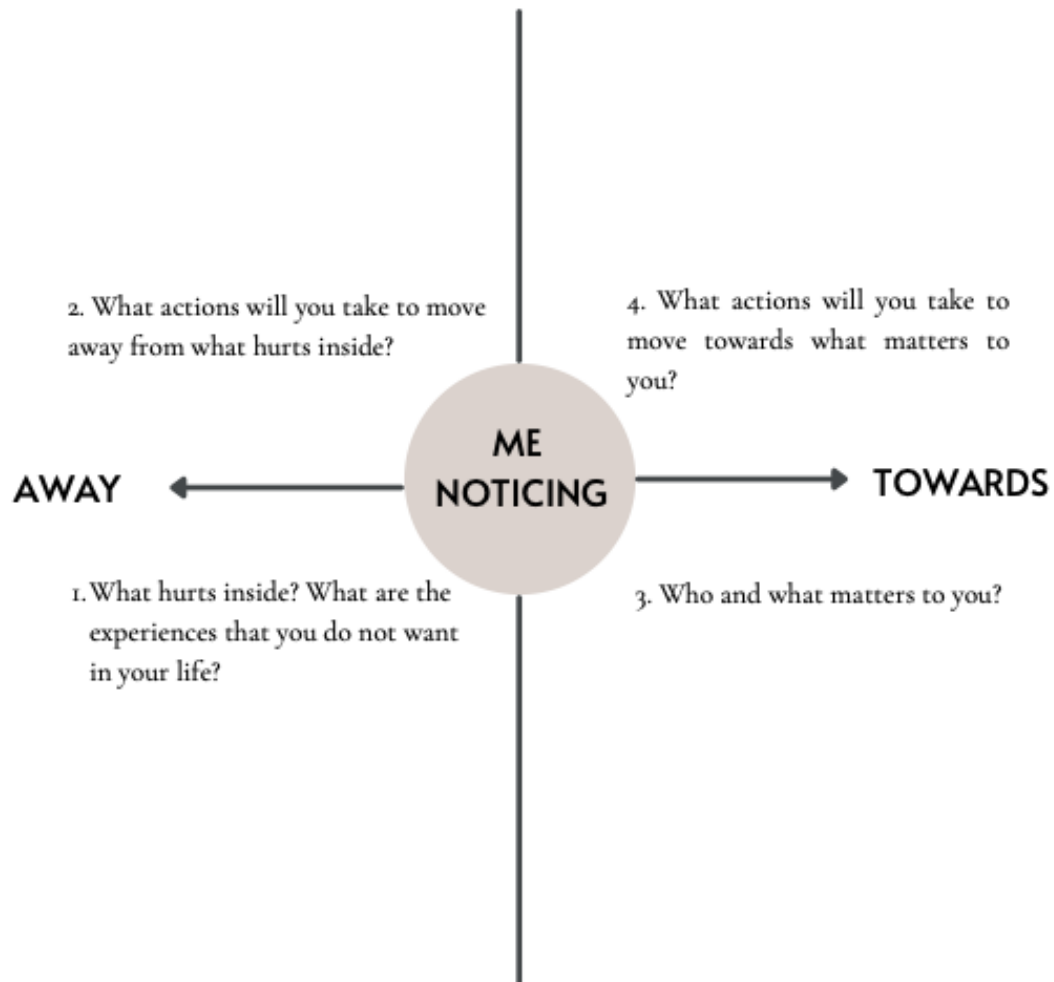 2. What actions will you take to move
away from what hurts inside?
4. What actions will you take to
move towards what matters to
you?
ME
NOTICING
AWAY
TOWARDS
1. What hurts inside? What are the
experiences that you do not want
in your life?
3. Who and what matters to you?